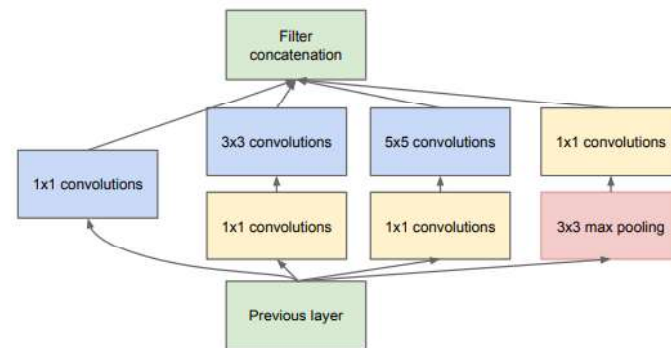 Filter
concatenation
3x3 convolutions
5x5 convolutions
1x1 convolutions
1x1 convolutions
1x1 convolutions
1x1 convolutions
3x3 max pooling
Previous layer